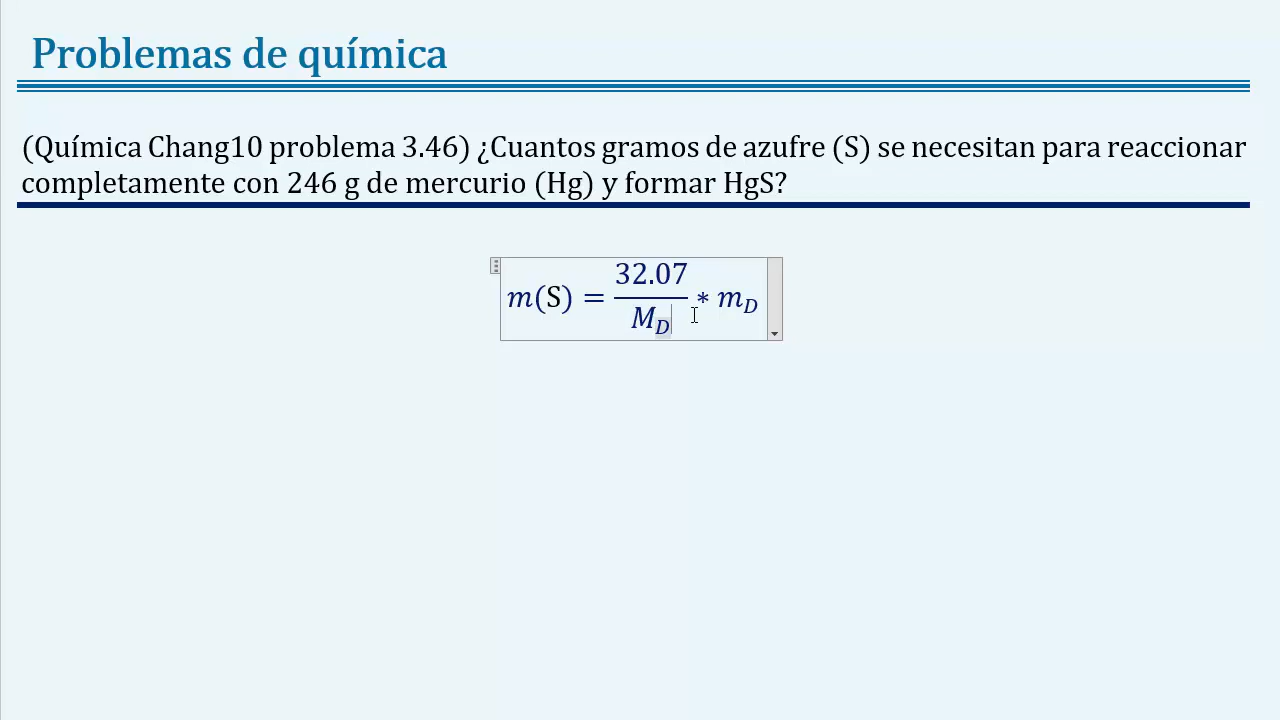 Problemas de química
(Química Chang10 problema 3.46) ¿Cuantos gramos de azufre (S) se necesitan para reaccionar
completamente con 246 g de mercurio (Hg) y formar HgS?
m(S) = 32.07 / M_D * m_D